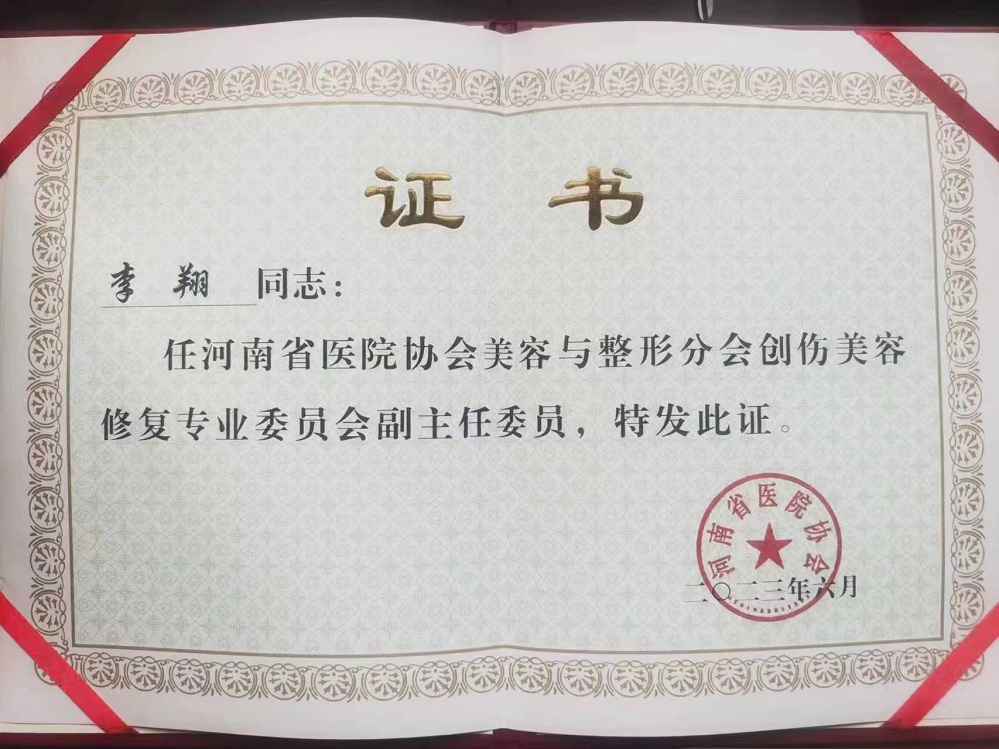 证书
李翔同志：
任河南省医院协会美容与整形分会创伤美容
修复专业委员会副主任委员，特发此证。
河南省医院协会
二〇二三年六月